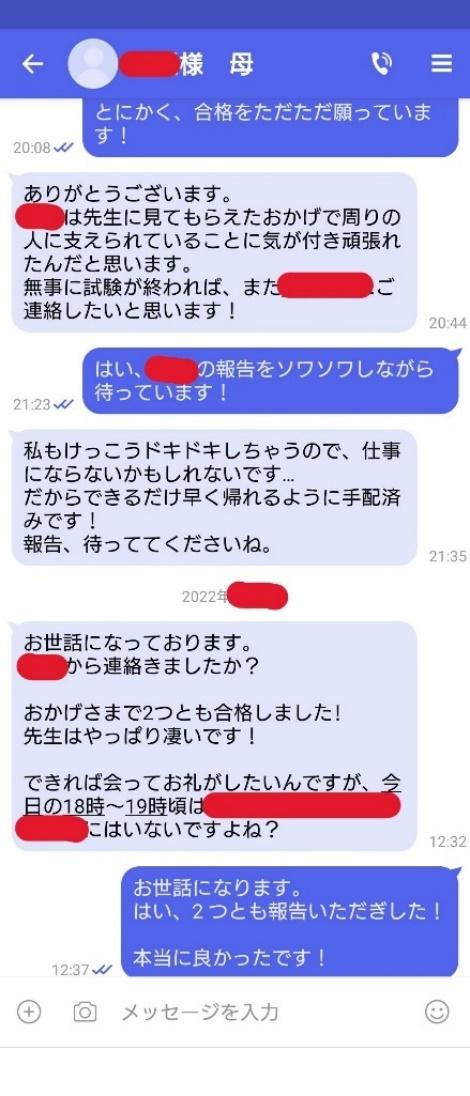 様 母
とにかく、合格をただただ願っていま
す！
20:08
ありがとうございます。
は先生に見てもらえたおかげで周りの
人に支えられていることに気が付き頑張れ
たんだと思います。
無事に試験が終われば、また ご
連絡したいと思います！
20:44
はい、 の報告をソワソワしながら
待っています！
21:23
私もけっこうドキドキしちゃうので、仕事
にならないかもしれないです…
だからできるだけ早く帰れるように手配済
みです！
報告、待っててくださいね。
21:35
2022年
お世話になっております。
から連絡きましたか？
おかげさまで2つとも合格しました！
先生はやっぱり凄いです！
できれば会ってお礼がしたいんですが、今
日の18時～19時頃は
にはいないですよね？
12:32
お世話になります。
はい、２つとも報告いただぎした！
本当に良かったです！
12:37
メッセージを入力